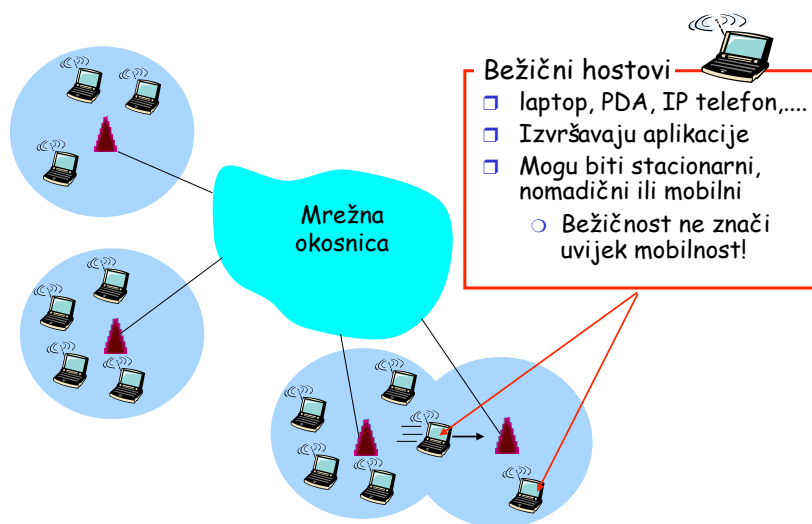 Bežični hostovi
laptop, PDA, IP telefon,....
Izvršavaju aplikacije
Mogu biti stacionarni,
nomadični ili mobilni
Bežičnost ne znači
uvijek mobilnost!
Mrežna
okosnica